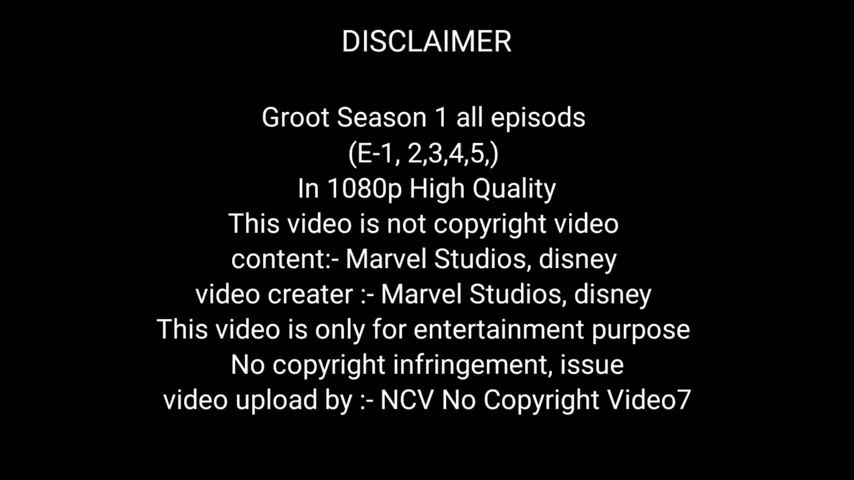 DISCLAIMER
Groot Season 1 all episods
(E-1, 2,3,4,5,)
In 1080p High Quality
This video is not copyright video
content:- Marvel Studios, disney
video creater :- Marvel Studios, disney
This video is only for entertainment purpose
No copyright infringement, issue
video upload by :- NCV No Copyright Video7